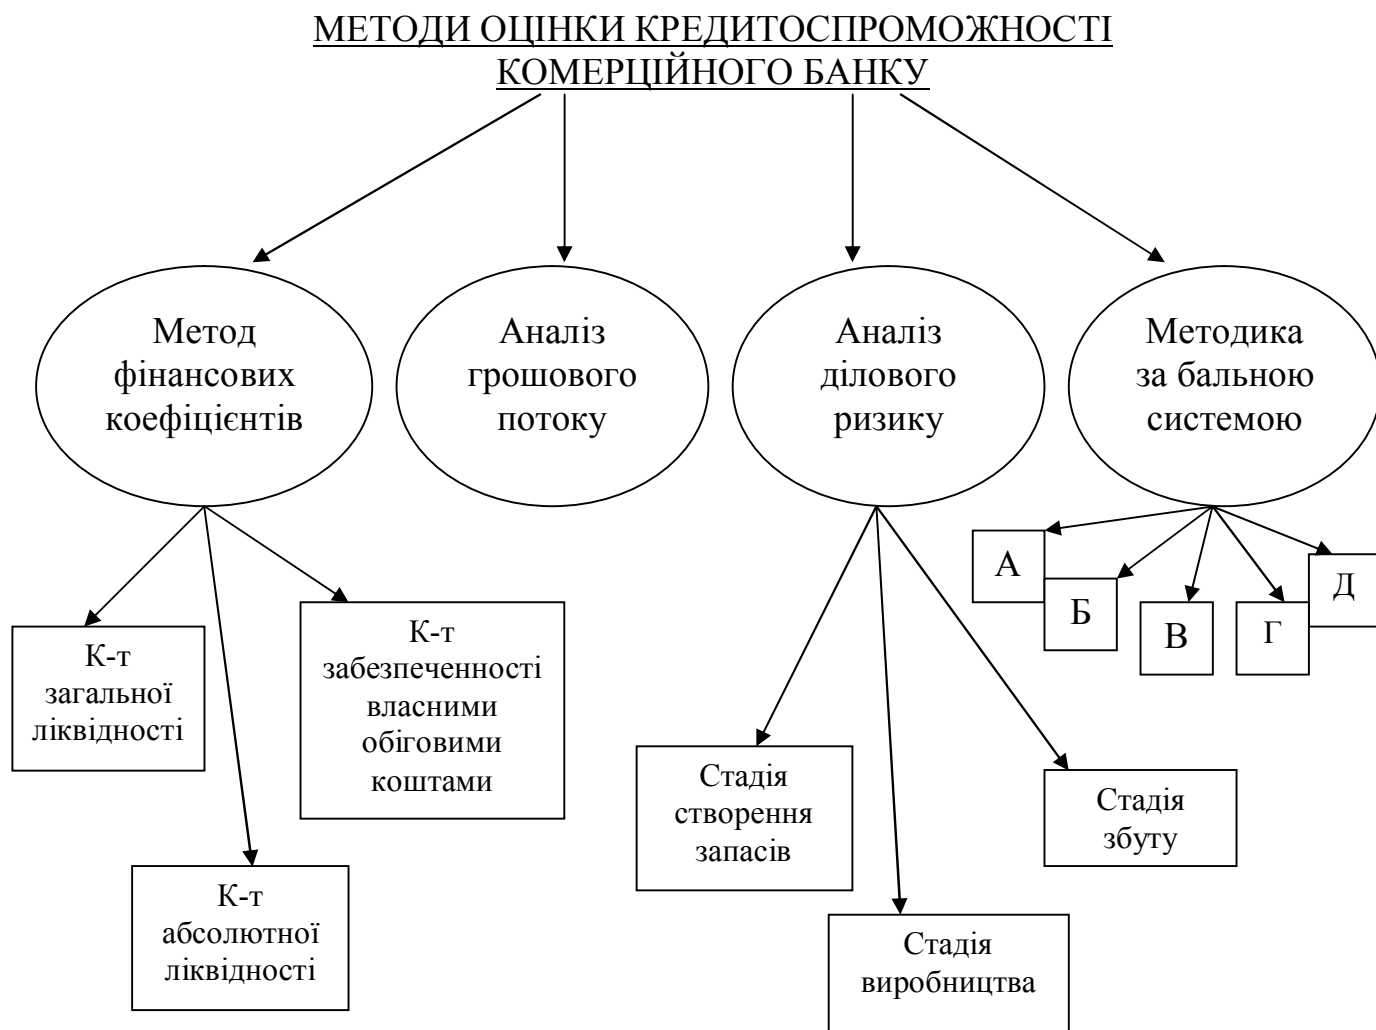 МЕТОДИ ОЦІНКИ КРЕДИТОСПРОМОЖНОСТІ
КОМЕРЦІЙНОГО БАНКУ
Метод
фінансових
коефіцієнтів
Аналіз
грошового
потоку
Аналіз
ділового
ризику
Методика
за бальною
системою
К-т
загальної
ліквідності
К-т
абсолютної
ліквідності
К-т
забезпеченності
власними
обіговими
коштами
Стадія
створення
запасів
Стадія
виробництва
Стадія
збуту
А
Б
В
Г
Д